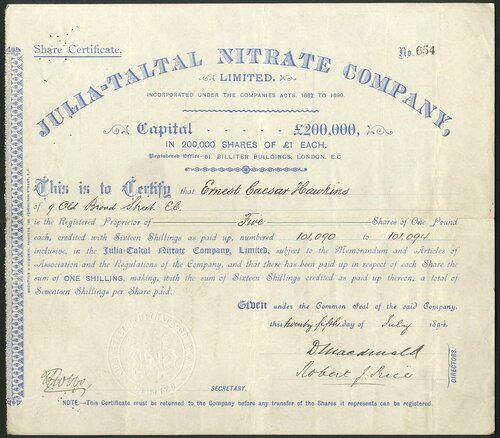 Share Certificate.
No. 654
JULIA-TALTAL NITRATE COMPANY,
LIMITED.
INCORPORATED UNDER THE COMPANIES ACTS, 1862 TO 1890.
Capital - - - - - £200,000,
IN 200,000 SHARES OF £1 EACH.
Registered Office—61, BILLITER BUILDINGS, LONDON, E.C.
This is to Certify that Ernest Caesar Hawkins
of 9 Old Broad Street E.C.
is the Registered Proprietor of Five Shares of One Pound
each, credited with Sixteen Shillings as paid up, numbered 101,090 to 101,094
inclusive, in the Julia-Taltal Nitrate Company, Limited, subject to the Memorandum and Articles of
Association and the Regulations of the Company, and that there has been paid up in respect of each Share the
sum of ONE SHILLING, making, with the sum of Sixteen Shillings credited as paid up thereon, a total of
Seventeen Shillings per Share paid.
Given under the Common Seal of the said Company,
this twenty fifth day of July 1894.
D Macdonald
Robert J. Rice
DIRECTORS.
SECRETARY.
NOTE.—This Certificate must be returned to the Company before any transfer of the Shares it represents can be registered.